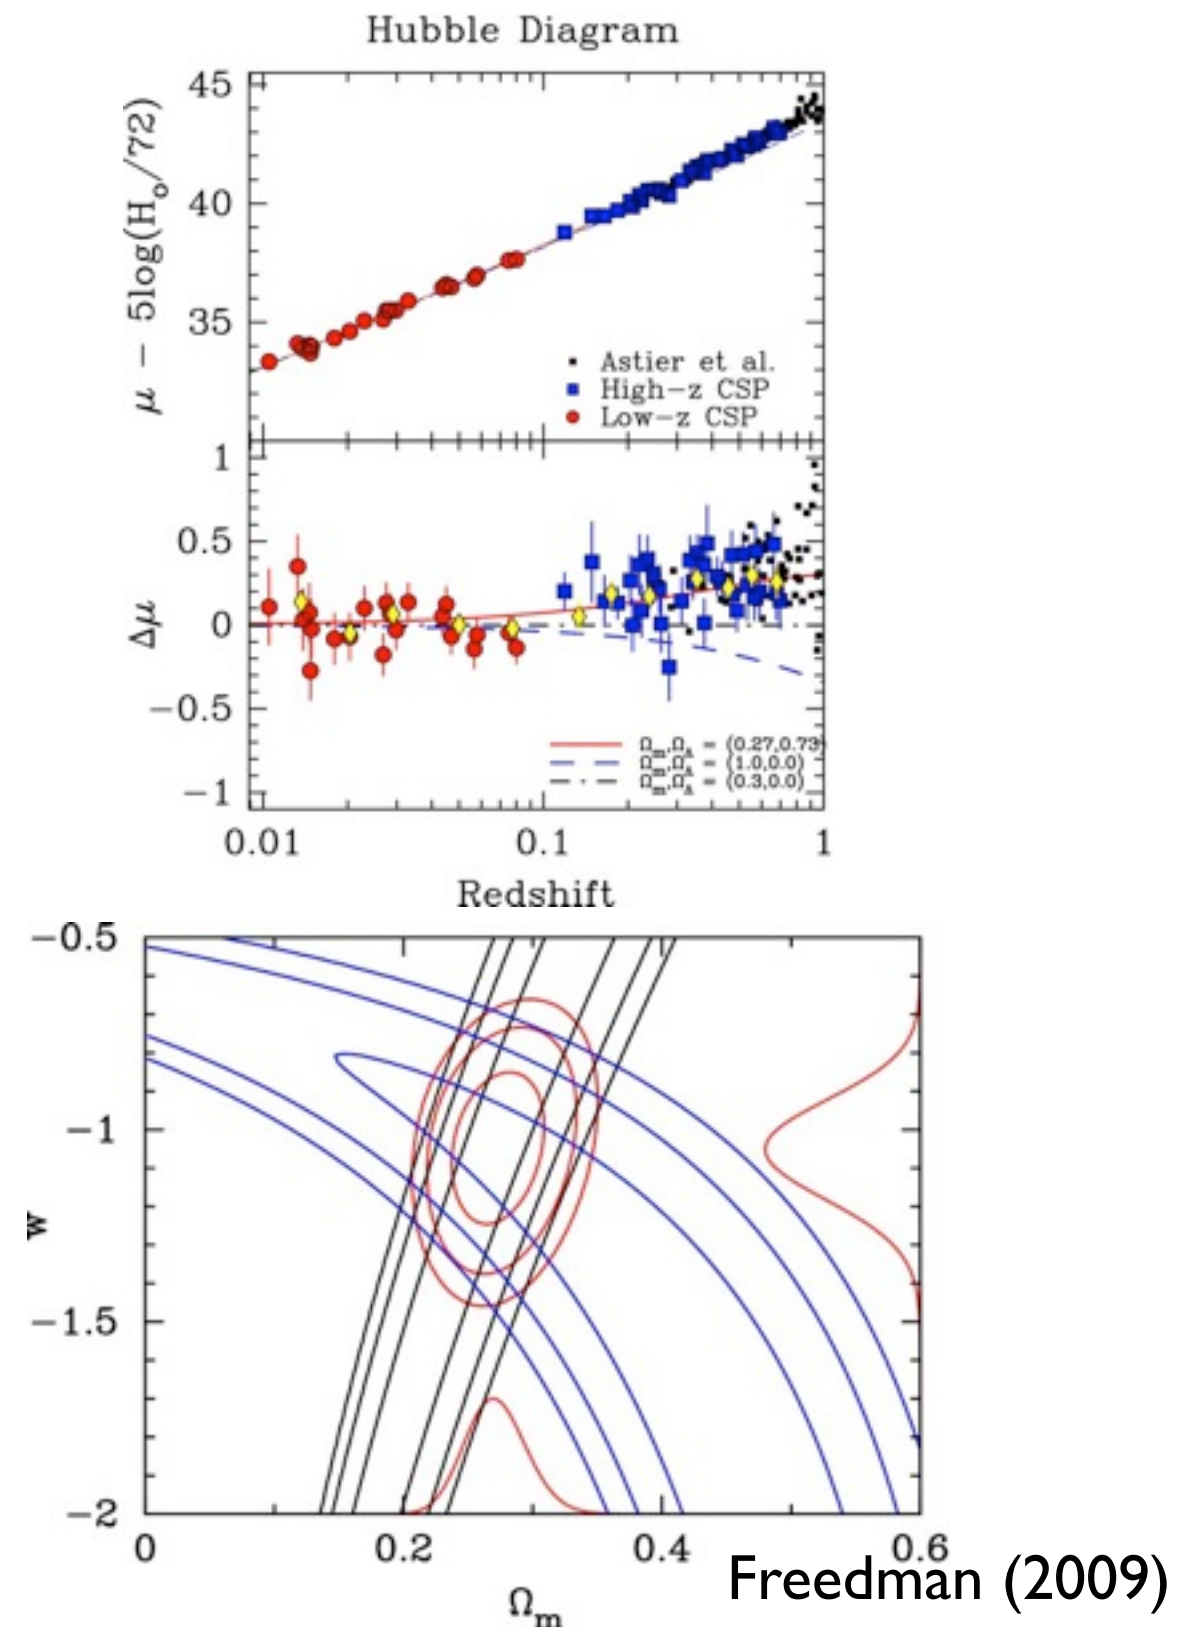 Hubble Diagram
μ − 5log(H₀/72)
45
40
35
Astier et al.
High−z CSP
Low−z CSP
Δμ
1
0.5
0
−0.5
−1
Ωₘ,Ω_Λ = (0.27,0.73)
Ωₘ,Ω_Λ = (1.0,0.0)
Ωₘ,Ω_Λ = (0.3,0.0)
0.01 0.1 1
Redshift
w
−0.5
−1
−1.5
−2
0 0.2 0.4 0.6
Ωₘ
Freedman (2009)